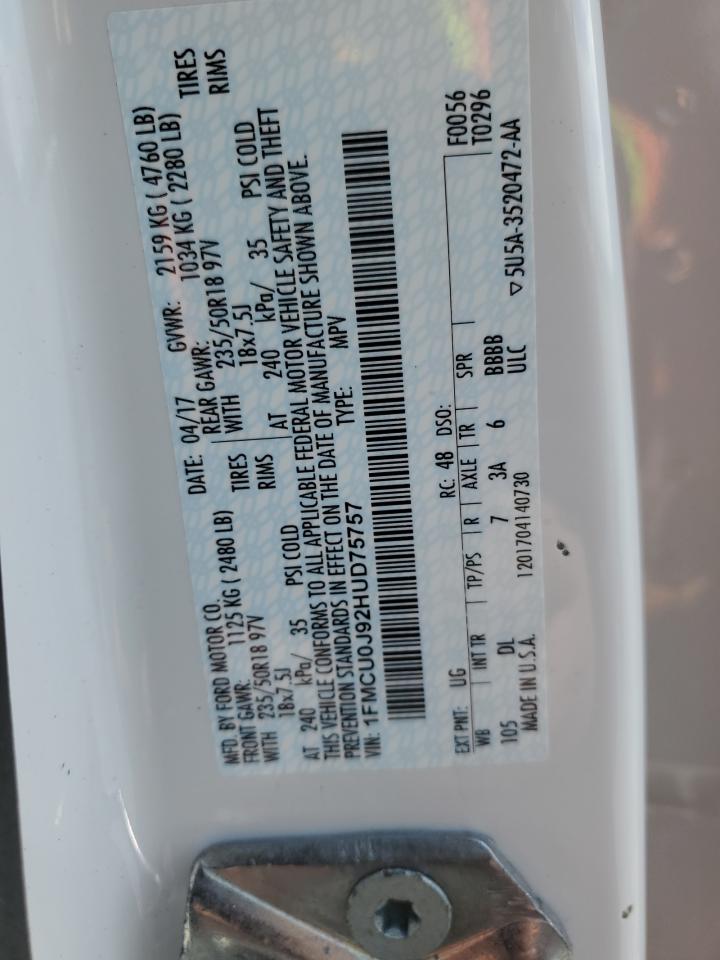 MFD. BY FORD MOTOR CO. DATE: 04/17 GVWR: 2159 KG ( 4760 LB)
FRONT GAWR: 1125 KG ( 2480 LB) REAR GAWR: 1034 KG ( 2280 LB)
WITH 235/50R18 97V TIRES WITH 235/50R18 97V TIRES
18x7.5J RIMS 18x7.5J RIMS
AT 240 kPa/ 35 PSI COLD AT 240 kPa/ 35 PSI COLD
THIS VEHICLE CONFORMS TO ALL APPLICABLE FEDERAL MOTOR VEHICLE SAFETY AND THEFT
PREVENTION STANDARDS IN EFFECT ON THE DATE OF MANUFACTURE SHOWN ABOVE.
VIN: 1FMCU0J92HUD75757 TYPE: MPV
EXT PNT: UG RC: 48 DSO: F0056
WB INT TR TP/PS R AXLE TR SPR T0296
105 DL 7 3A 6 BBBB
MADE IN U.S.A. 1201704140730 ULC ▽5U5A-3520472-AA